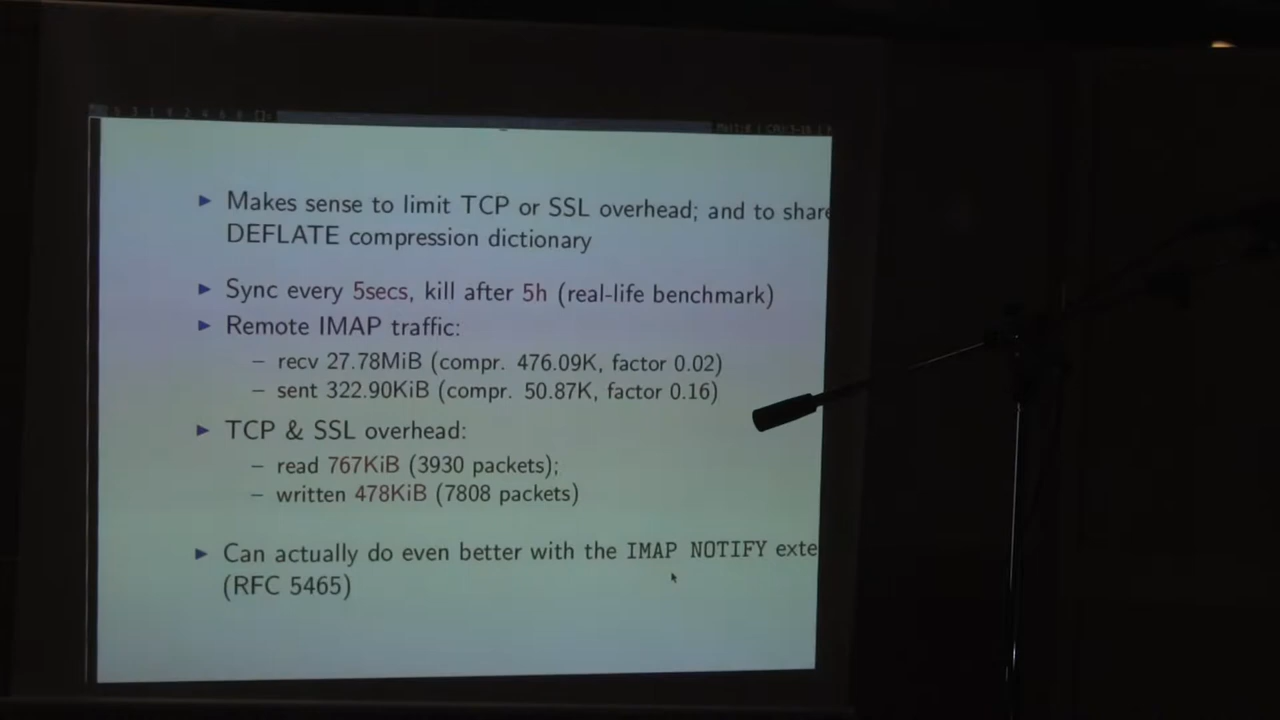 ▶ Makes sense to limit TCP or SSL overhead; and to share
DEFLATE compression dictionary
▶ Sync every 5secs, kill after 5h (real-life benchmark)
▶ Remote IMAP traffic:
– recv 27.78MiB (compr. 476.09K, factor 0.02)
– sent 322.90KiB (compr. 50.87K, factor 0.16)
▶ TCP & SSL overhead:
– read 767KiB (3930 packets);
– written 478KiB (7808 packets)
▶ Can actually do even better with the IMAP NOTIFY exte
(RFC 5465)